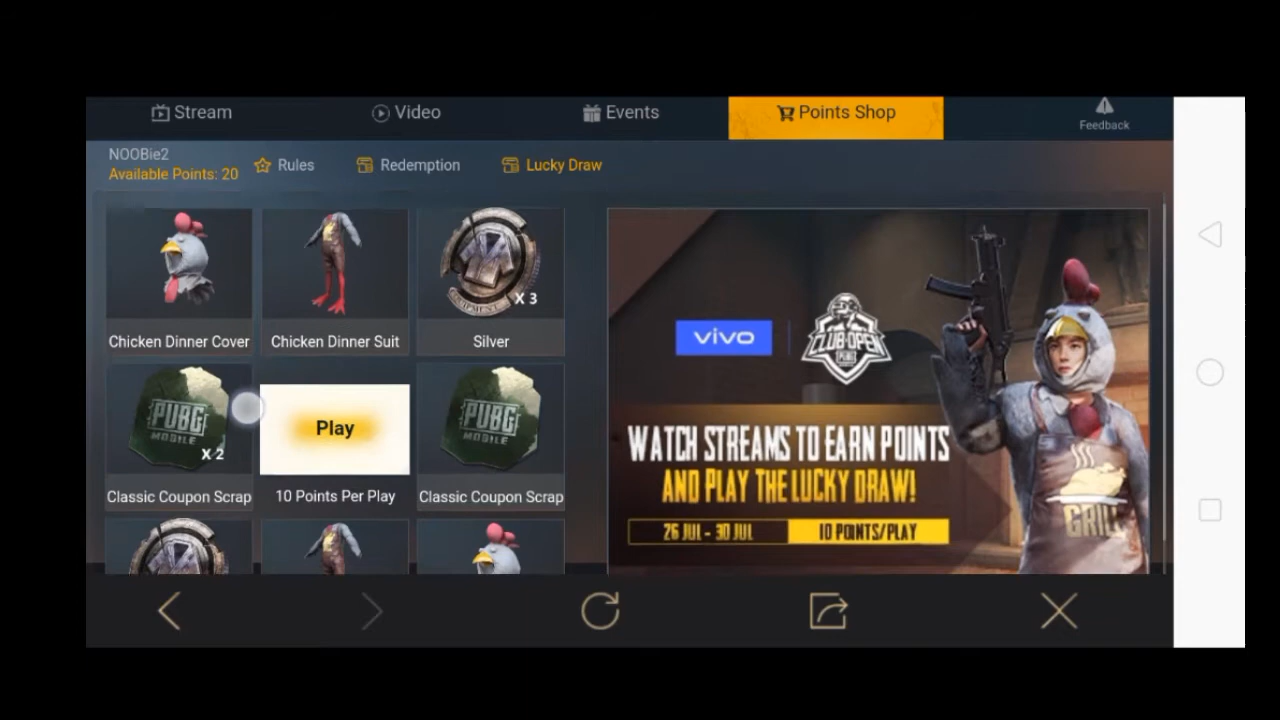 Stream
Video
Events
Points Shop
Feedback
NOOBie2
Available Points: 20
Rules
Redemption
Lucky Draw
X 3
Chicken Dinner Cover
Chicken Dinner Suit
Silver
PUBG
MOBILE
X 2
Play
PUBG
MOBILE
Classic Coupon Scrap
10 Points Per Play
Classic Coupon Scrap
vivo
CLUB OPEN
PUBG
WATCH STREAMS TO EARN POINTS
AND PLAY THE LUCKY DRAW!
26 JUL - 30 JUL
10 POINTS/PLAY
GRILL